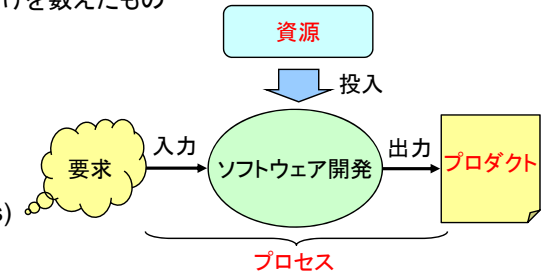 けを数えたもの
資源
投入
要求
入力
ソフトウェア開発
出力
プロダクト
s)
プロセス